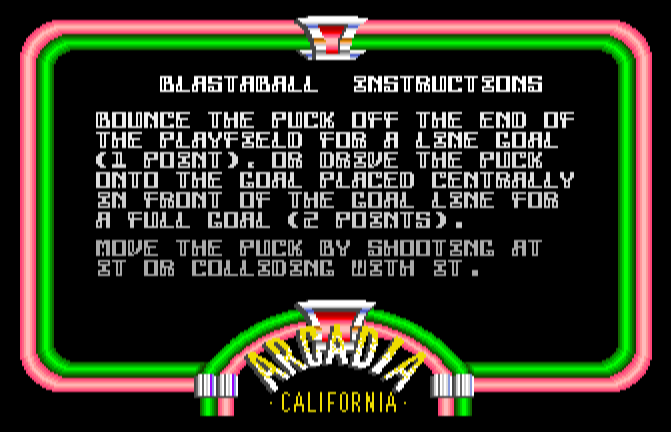 BLASTABALL INSTRUCTIONS
BOUNCE THE PUCK OFF THE END OF
THE PLAYFIELD FOR A LINE GOAL
(1 POINT). OR DRIVE THE PUCK
ONTO THE GOAL PLACED CENTRALLY
IN FRONT OF THE GOAL LINE FOR
A FULL GOAL (2 POINTS).
MOVE THE PUCK BY SHOOTING AT
IT OR COLLIDING WITH IT.
ARCADIA
· CALIFORNIA ·